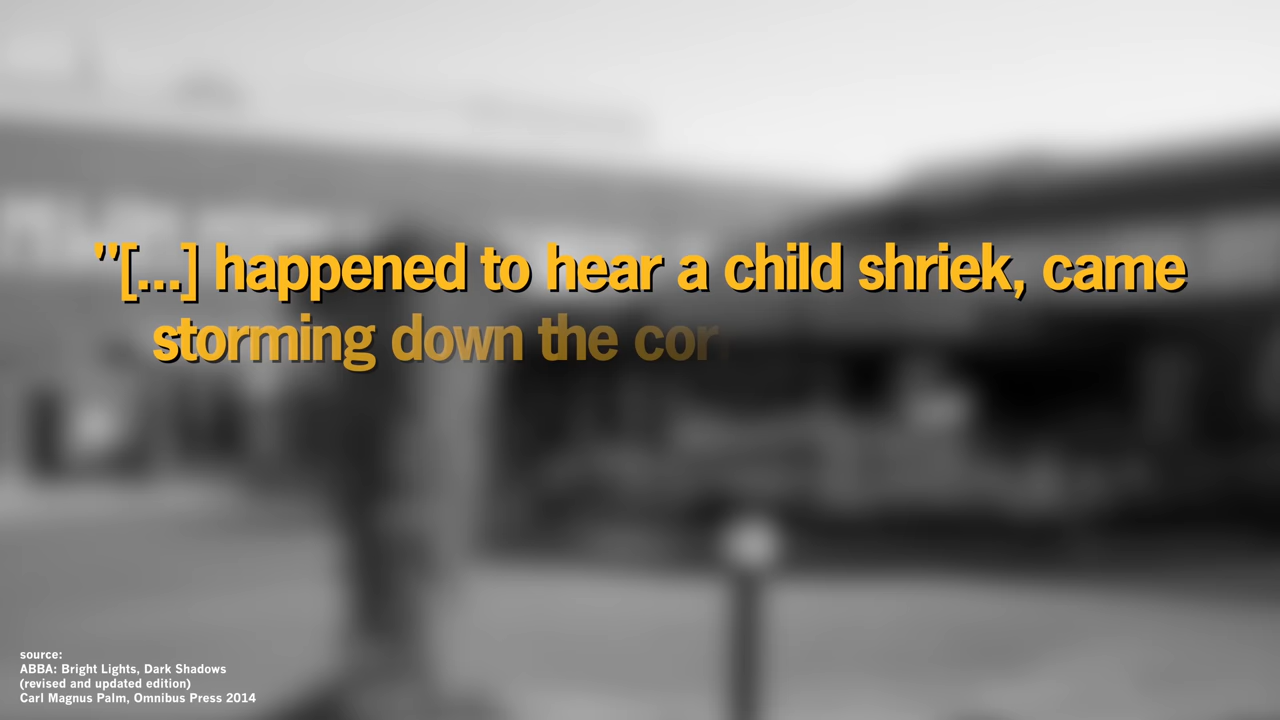 "[...] happened to hear a child shriek, came
storming down the cor
source:
ABBA: Bright Lights, Dark Shadows
(revised and updated edition)
Carl Magnus Palm, Omnibus Press 2014